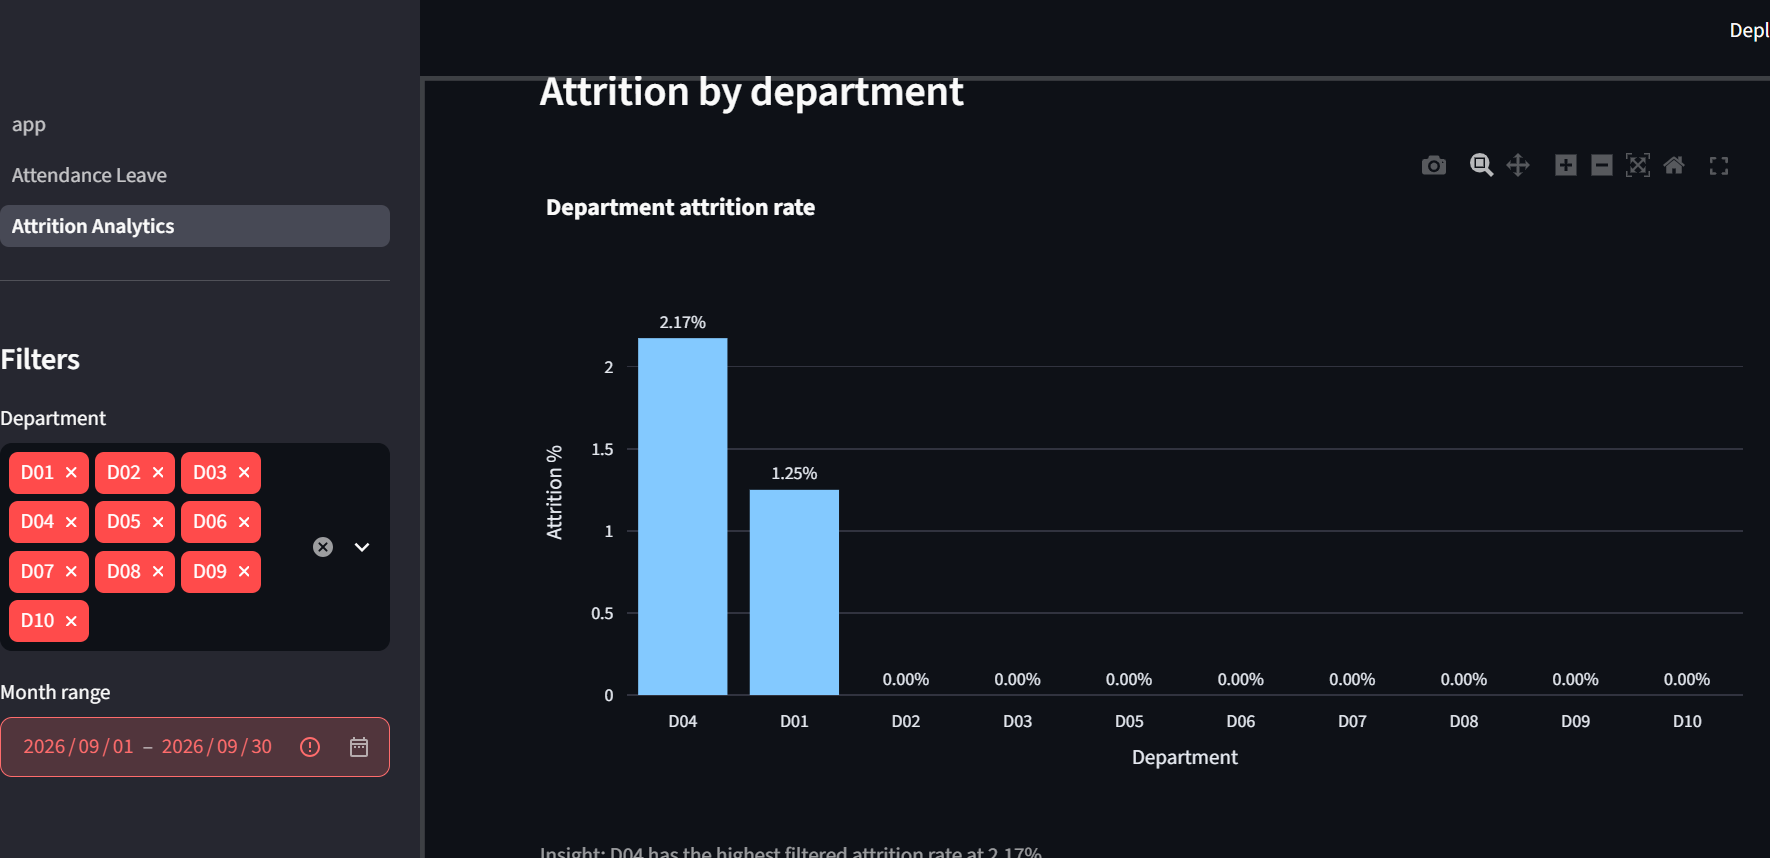 Depl
app
Attendance Leave
Attrition Analytics
Filters
Department
D01 × D02 × D03 ×
D04 × D05 × D06 ×
D07 × D08 × D09 ×
D10 ×
Month range
2026/09/01 – 2026/09/30
Attrition by department
Department attrition rate
Attrition %
2
1.5
1
0.5
0
2.17%
1.25%
0.00% 0.00% 0.00% 0.00% 0.00% 0.00% 0.00% 0.00%
D04 D01 D02 D03 D05 D06 D07 D08 D09 D10
Department
Insight: D04 has the highest filtered attrition rate at 2.17%